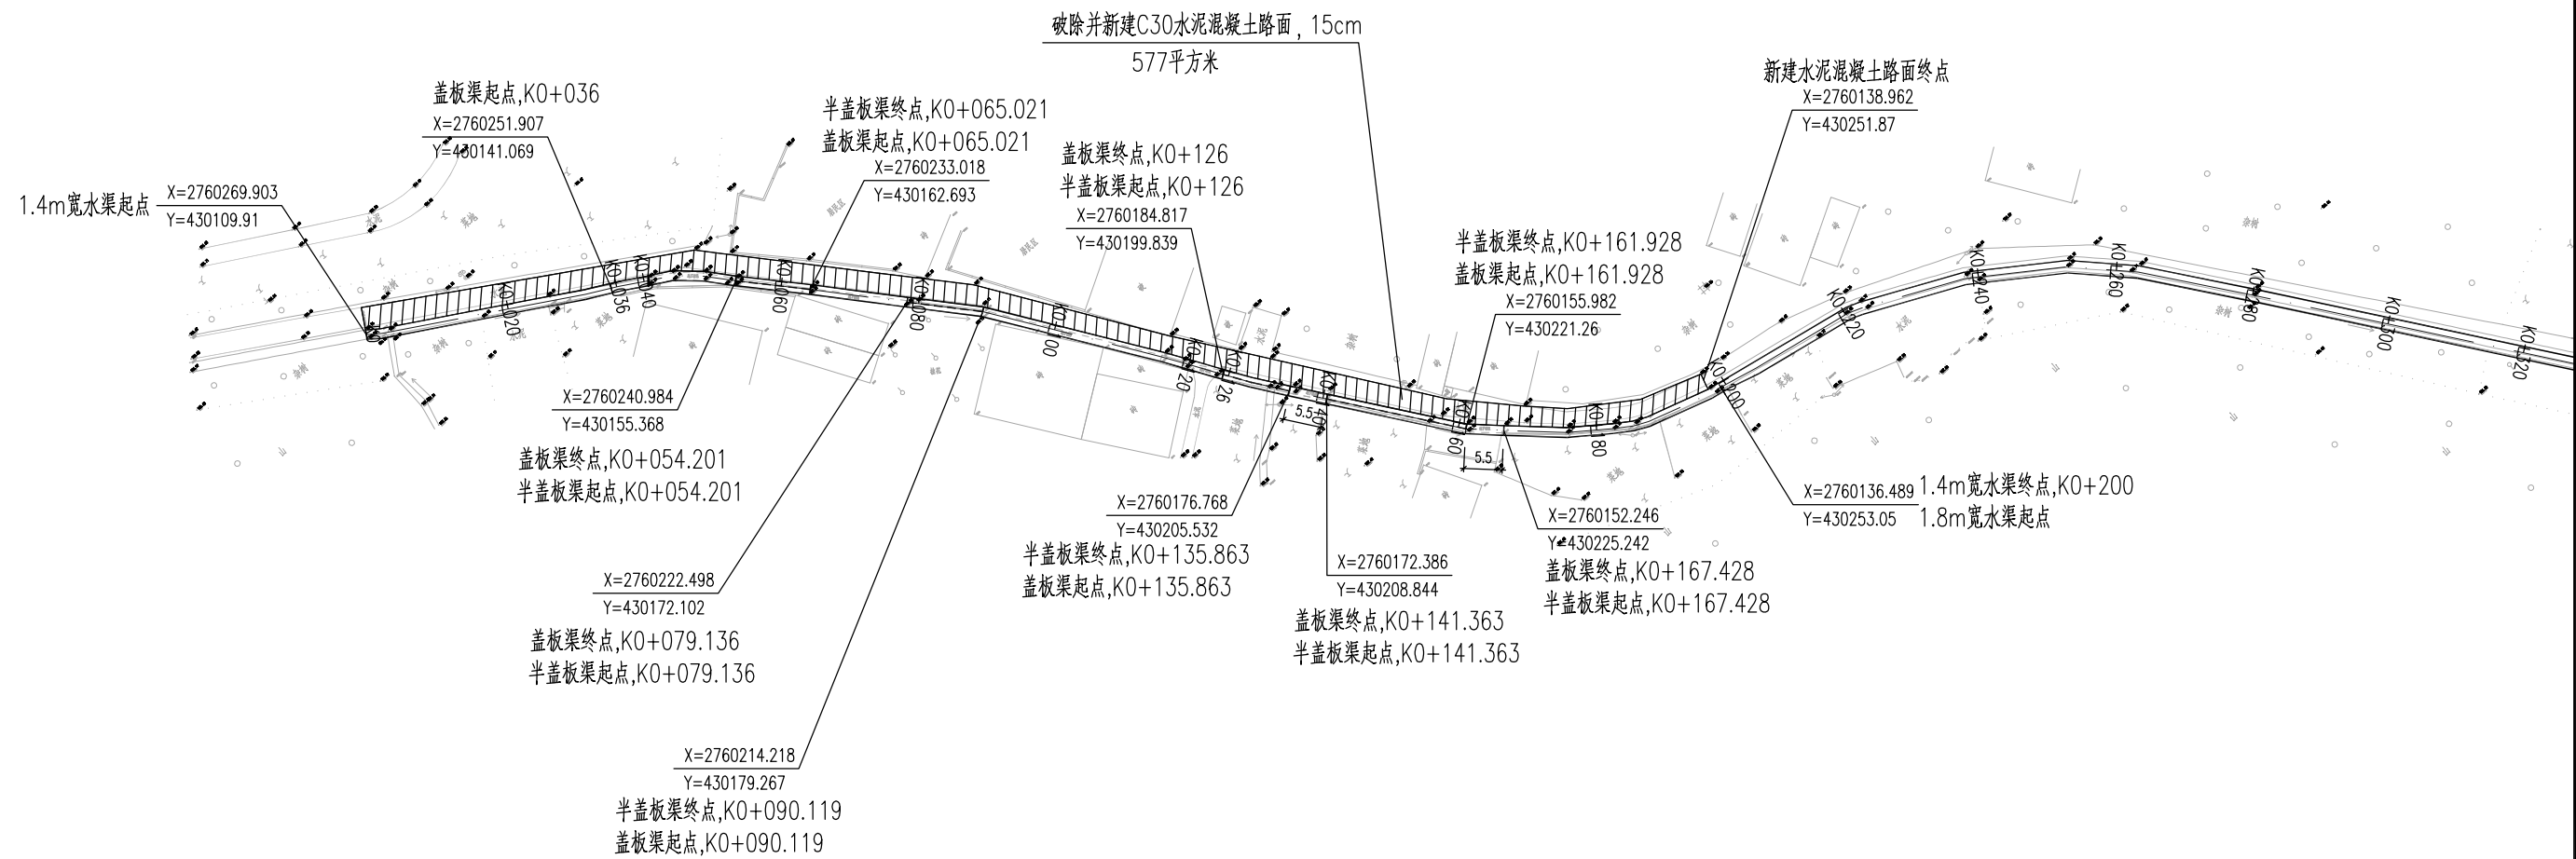 破除并新建C30水泥混凝土路面，15cm
577平方米
新建水泥混凝土路面终点
X=2760138.962
Y=430251.87
盖板渠起点,K0+036
X=2760251.907
Y=430141.069
半盖板渠终点,K0+065.021
盖板渠起点,K0+065.021
X=2760233.018
Y=430162.693
盖板渠终点,K0+126
半盖板渠起点,K0+126
X=2760184.817
Y=430199.839
1.4m宽水渠起点
X=2760269.903
Y=430109.91
半盖板渠终点,K0+161.928
盖板渠起点,K0+161.928
X=2760155.982
Y=430221.26
K0+020
K0+036
K0+040
K0+060
K0+080
K0+100
K0+120
K0+126
K0+140
K0+160
K0+180
K0+200
K0+220
K0+240
K0+260
K0+280
K0+300
K0+320
水泥
菜地
杂树
居民区
山
5.5
5.5
X=2760240.984
Y=430155.368
盖板渠终点,K0+054.201
半盖板渠起点,K0+054.201
X=2760176.768
Y=430205.532
半盖板渠终点,K0+135.863
盖板渠起点,K0+135.863
X=2760152.246
Y=430225.242
盖板渠终点,K0+167.428
半盖板渠起点,K0+167.428
X=2760136.489
Y=430253.05
1.4m宽水渠终点,K0+200
1.8m宽水渠起点
X=2760172.386
Y=430208.844
盖板渠终点,K0+141.363
半盖板渠起点,K0+141.363
X=2760222.498
Y=430172.102
盖板渠终点,K0+079.136
半盖板渠起点,K0+079.136
X=2760214.218
Y=430179.267
半盖板渠终点,K0+090.119
盖板渠起点,K0+090.119